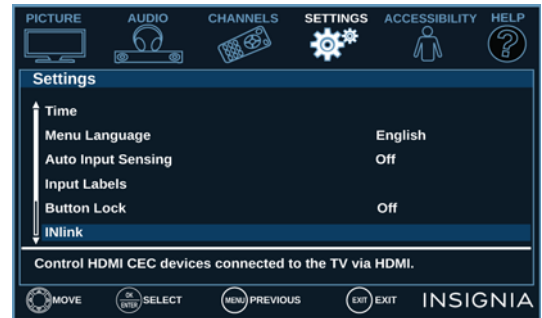 PICTURE AUDIO CHANNELS SETTINGS ACCESSIBILITY HELP
Settings
Time
Menu Language English
Auto Input Sensing Off
Input Labels
Button Lock Off
INlink
Control HDMI CEC devices connected to the TV via HDMI.
MOVE OK ENTER SELECT MENU PREVIOUS EXIT EXIT INSIGNIA